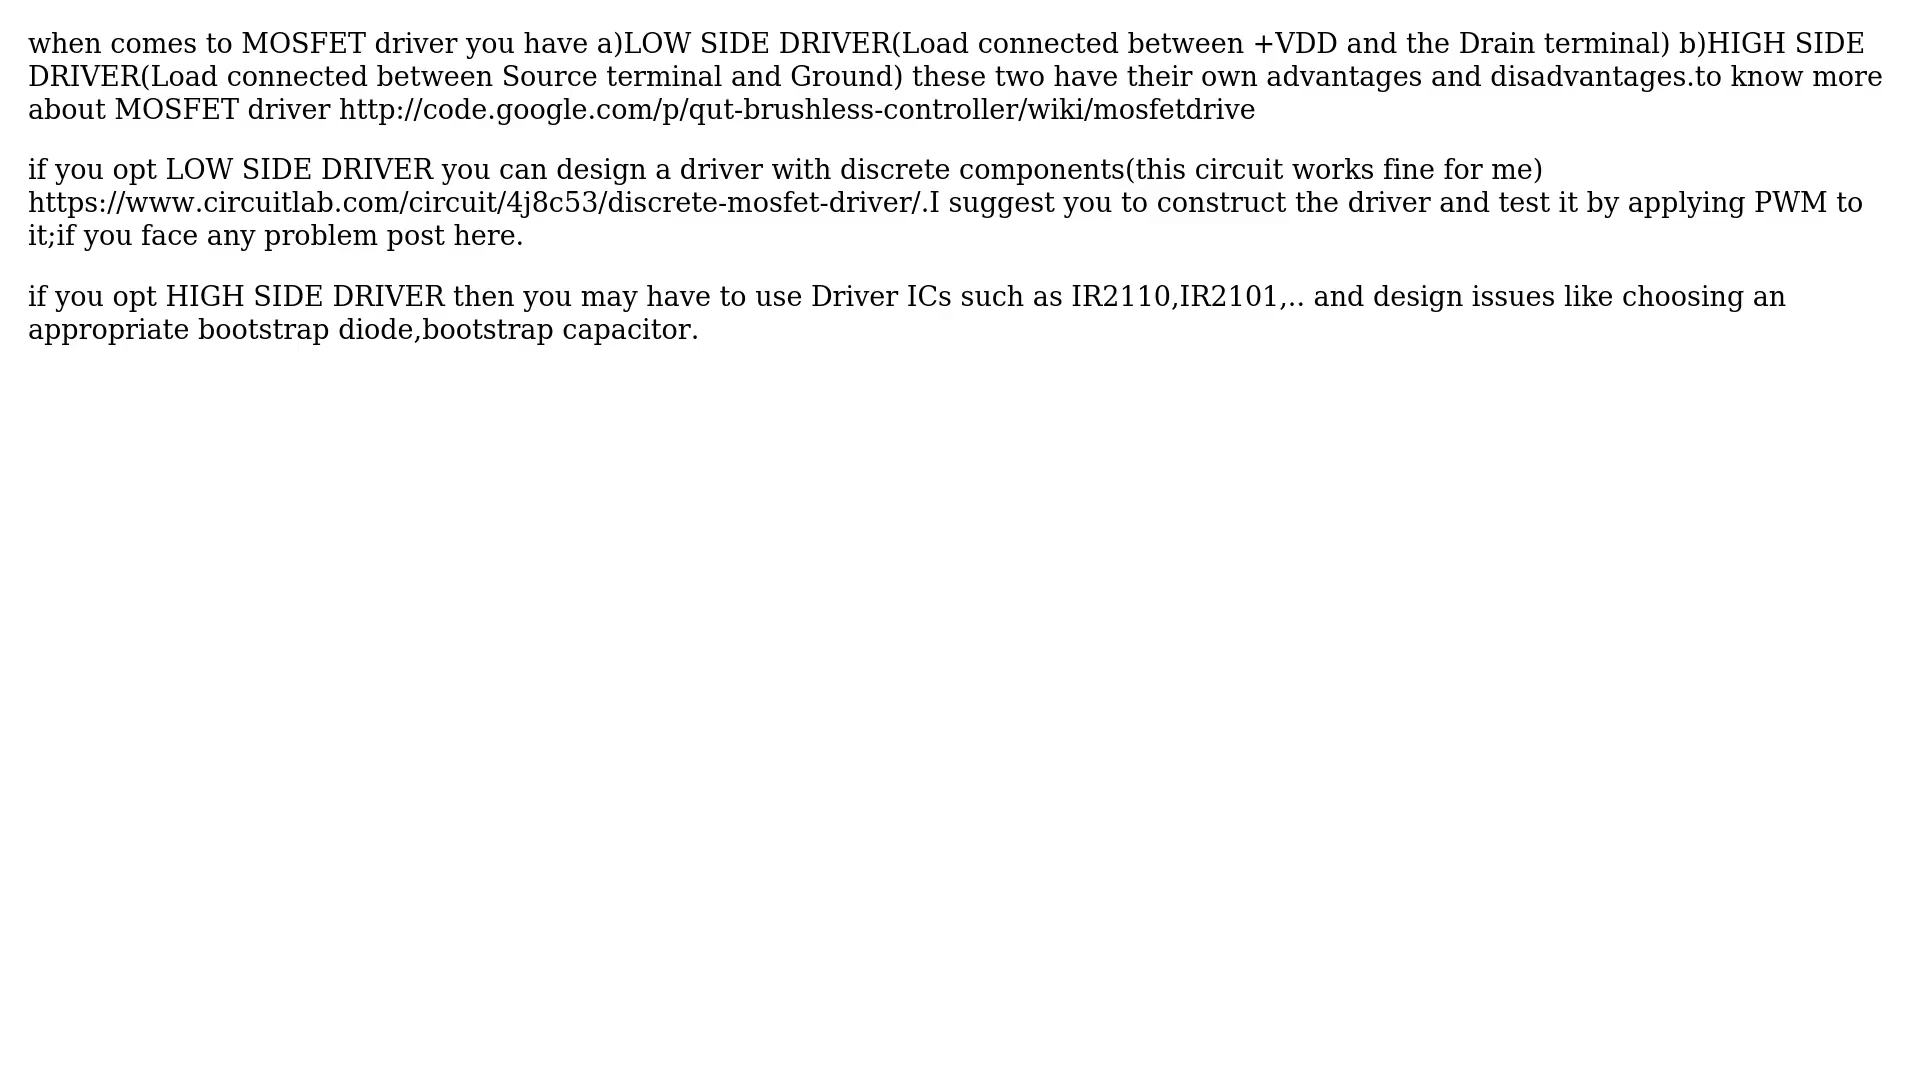 when comes to MOSFET driver you have a)LOW SIDE DRIVER(Load connected between +VDD and the Drain terminal) b)HIGH SIDE
DRIVER(Load connected between Source terminal and Ground) these two have their own advantages and disadvantages.to know more
about MOSFET driver http://code.google.com/p/qut-brushless-controller/wiki/mosfetdrive
if you opt LOW SIDE DRIVER you can design a driver with discrete components(this circuit works fine for me)
https://www.circuitlab.com/circuit/4j8c53/discrete-mosfet-driver/.I suggest you to construct the driver and test it by applying PWM to
it;if you face any problem post here.
if you opt HIGH SIDE DRIVER then you may have to use Driver ICs such as IR2110,IR2101,.. and design issues like choosing an
appropriate bootstrap diode,bootstrap capacitor.